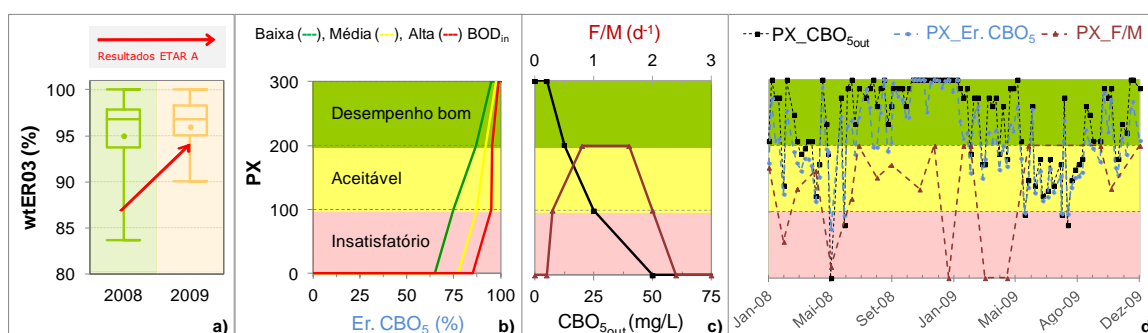 Resultados ETAR A
wtER03 (%)
100
95
90
85
80
2008
2009
a)
Baixa (---), Média (---), Alta (---) BODin
PX
300
200
100
0
Desempenho bom
Aceitável
Insatisfatório
0 25 50 75 100
Er. CBO5 (%)
b)
F/M (d-1)
0 1 2 3
0 25 50 75
CBO5out (mg/L)
c)
PX_CBO5out PX_Er. CBO5 PX_F/M
Jan-08
Mai-08
Set-08
Jan-09
Mai-09
Ago-09
Dez-09